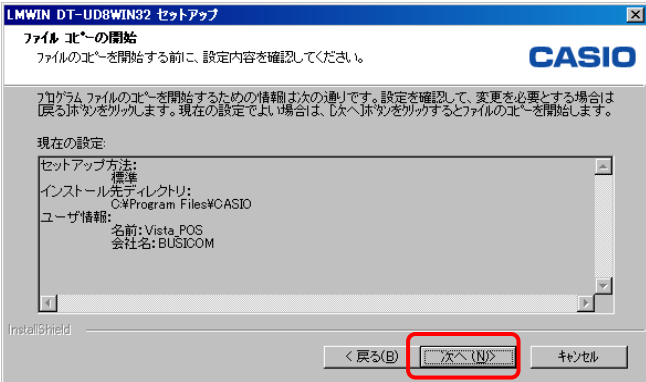 LMWIN DT-UD8WIN32 セットアップ
ファイル コピーの開始
ファイルのコピーを開始する前に、設定内容を確認してください。
CASIO
プログラム ファイルのコピーを開始するための情報は次の通りです。設定を確認して、変更を必要とする場合は
[戻る]ボタンをクリックします。現在の設定でよい場合は、[次へ]ボタンをクリックするとファイルのコピーを開始します。
現在の設定:
セットアップ方法:
標準
インストール先ディレクトリ:
C:¥Program Files¥CASIO
ユーザ情報:
名前: Vista_POS
会社名: BUSICOM
InstallShield
< 戻る(B)
次へ (N)>
キャンセル